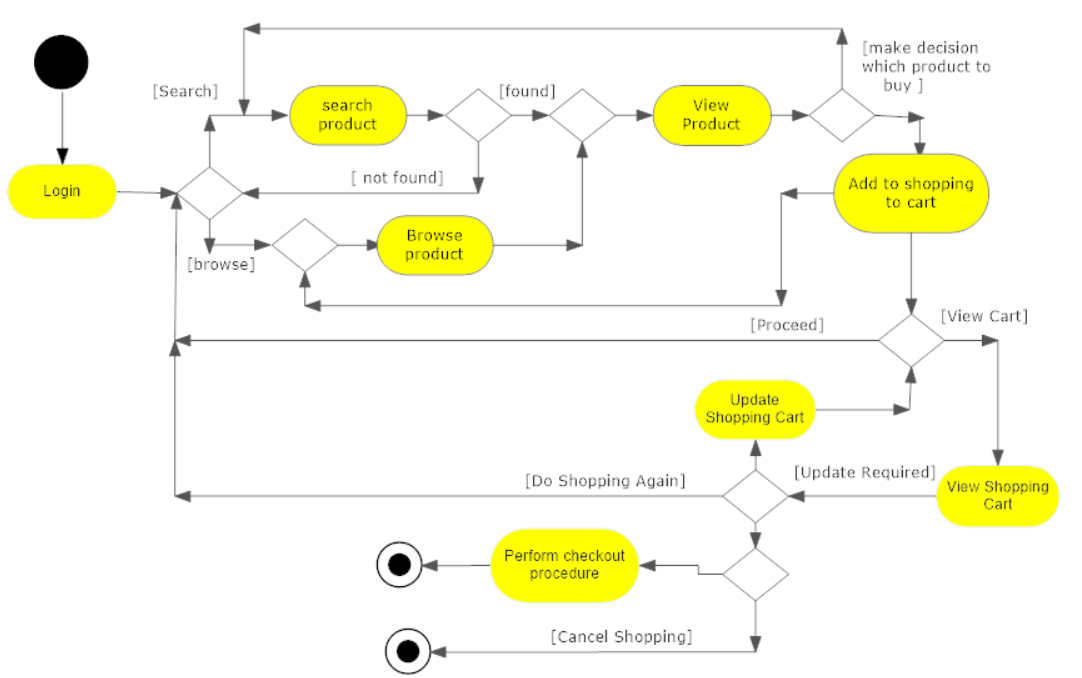 [make decision
which product to
buy ]
[Search]
search
product
[found]
View
Product
Login
[ not found]
Add to shopping
to cart
Browse
product
[browse]
[Proceed]
[View Cart]
Update
Shopping Cart
[Do Shopping Again]
[Update Required]
View Shopping
Cart
Perform checkout
procedure
[Cancel Shopping]